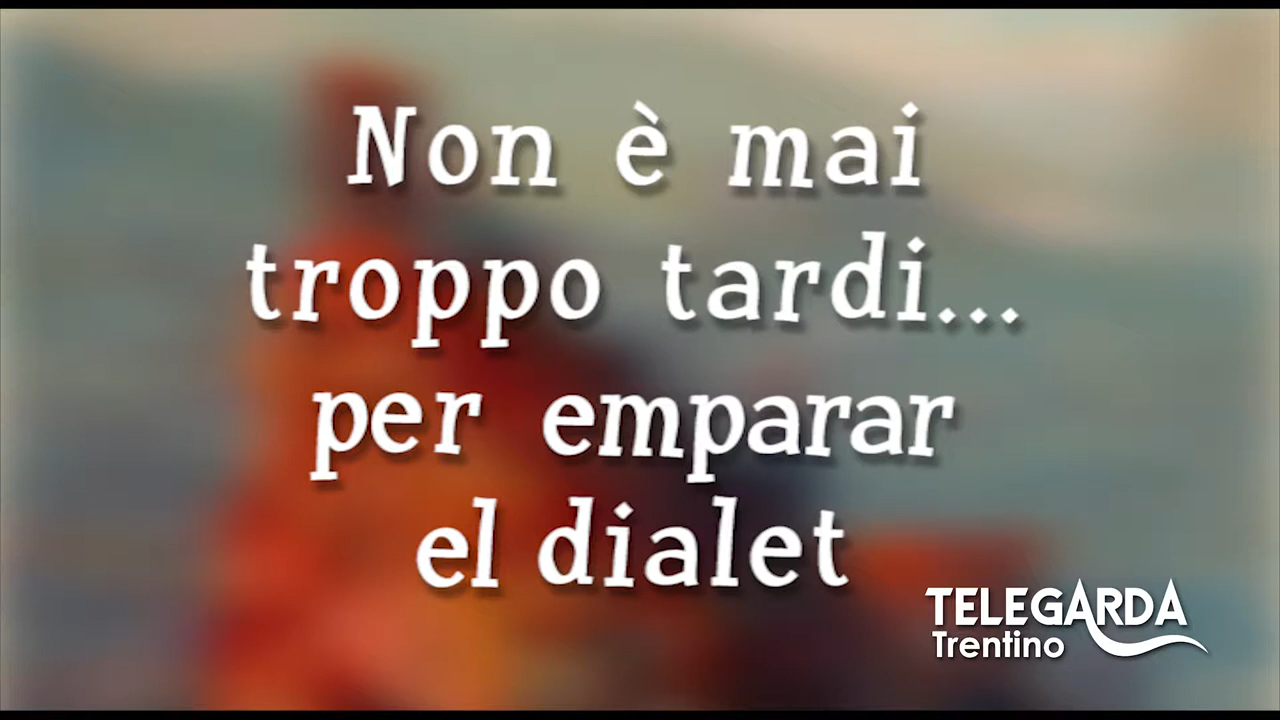 Non è mai
troppo tardi...
per emparar
el dialet
TELEGARDA
Trentino